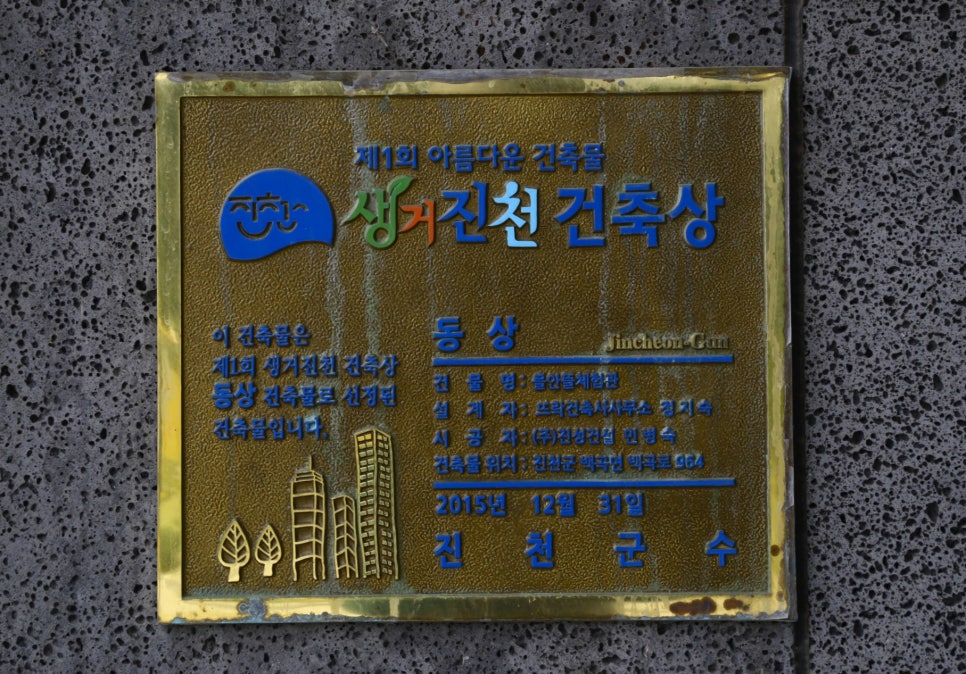 제1회 아름다운 건축물
진천
생거진천 건축상
이 건축물은
제1회 생거진천 건축상
동상 건축물로 선정된
건축물입니다.
동 상
Jincheon-Gun
건 물 명 : 물안뜰체험관
설 계 자 : 뜨락건축사사무소 정지숙
시 공 자 : (주)진성건설 민병숙
건축물 위치 : 진천군 백곡면 백곡로 964
2015년 12월 31일
진 천 군 수